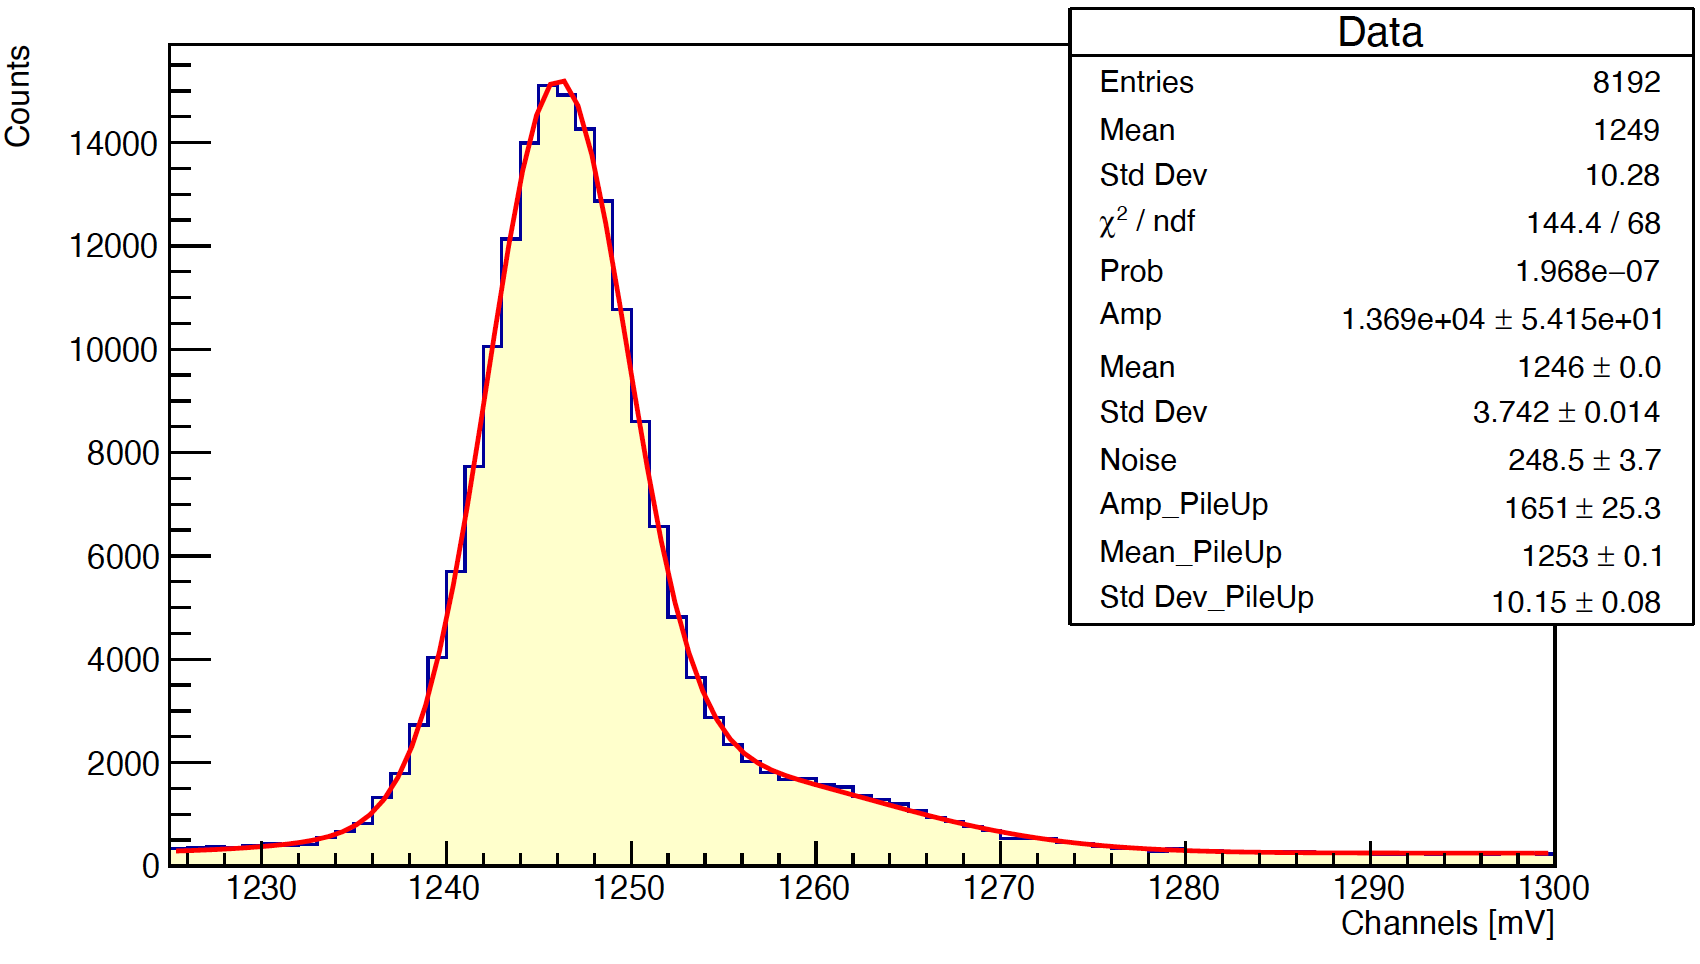 Data
Entries 8192
Mean 1249
Std Dev 10.28
χ² / ndf 144.4 / 68
Prob 1.968e−07
Amp 1.369e+04 ± 5.415e+01
Mean 1246 ± 0.0
Std Dev 3.742 ± 0.014
Noise 248.5 ± 3.7
Amp_PileUp 1651 ± 25.3
Mean_PileUp 1253 ± 0.1
Std Dev_PileUp 10.15 ± 0.08
Counts
14000
12000
10000
8000
6000
4000
2000
0
1230 1240 1250 1260 1270 1280 1290 1300
Channels [mV]